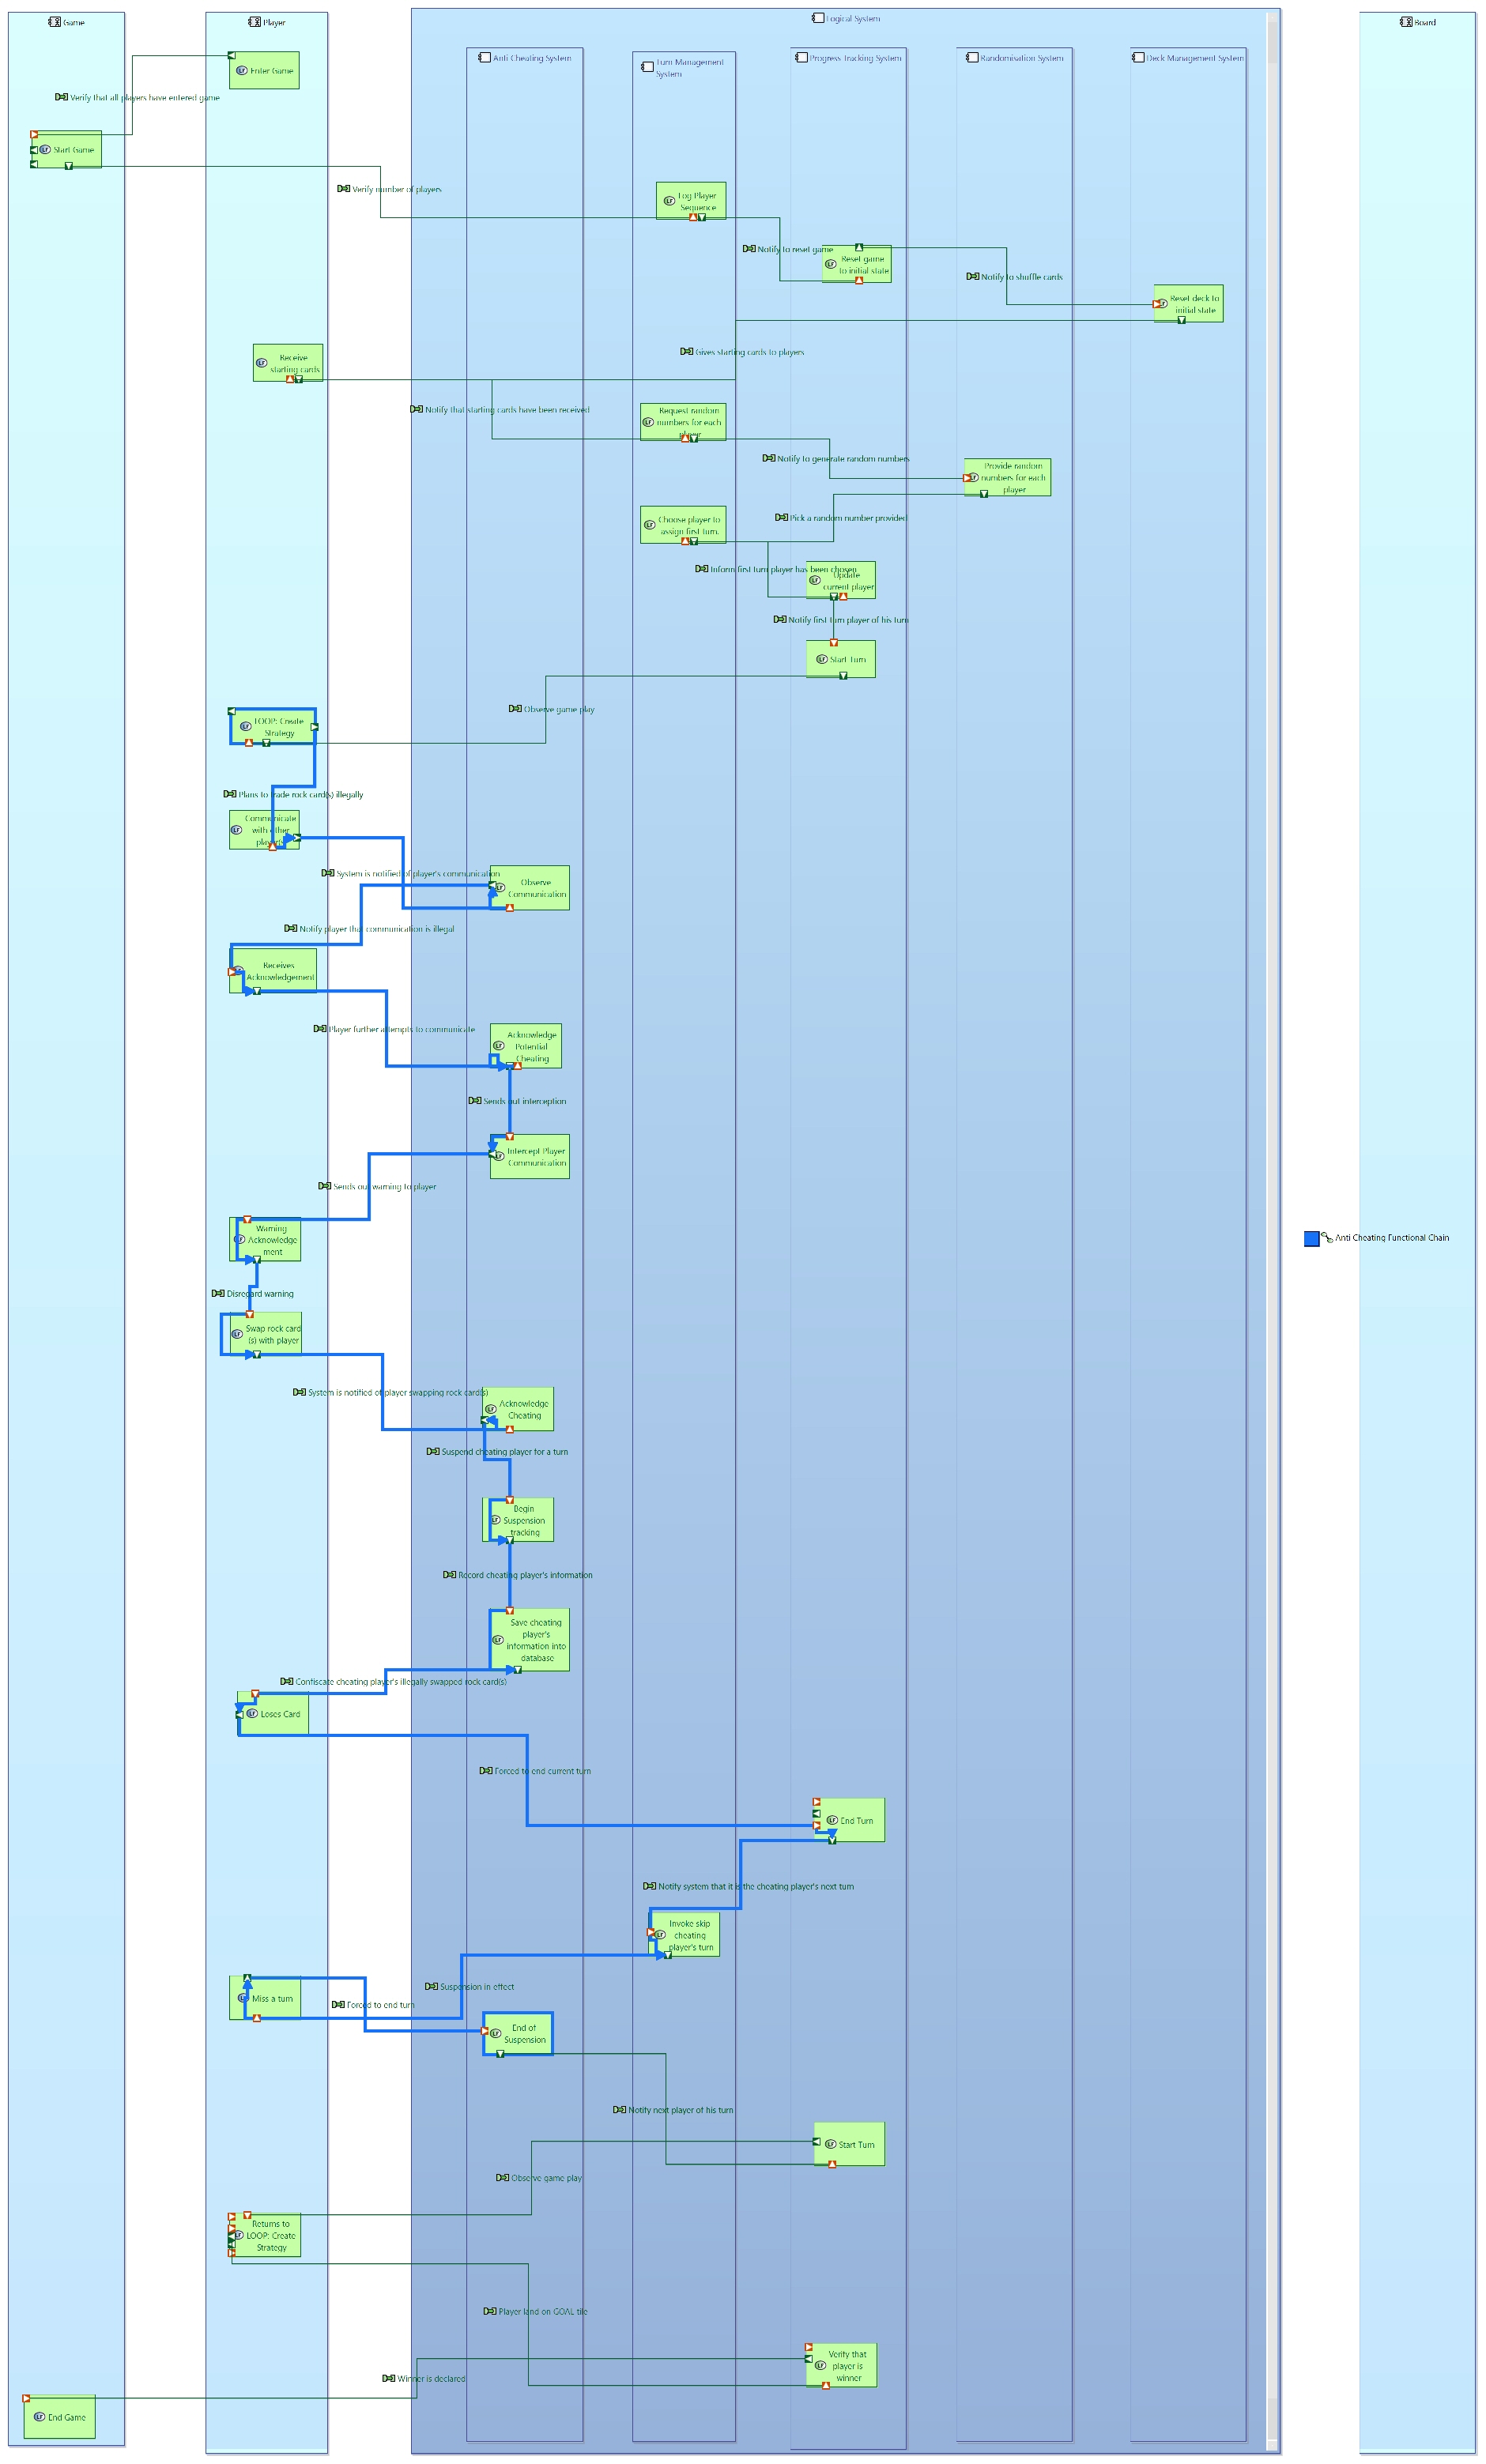 Game
Player
Logical System
Board
Anti Cheating System
Turn Management
System
Progress Tracking System
Randomisation System
Deck Management System
Enter Game
Verify that all players have entered game
Start Game
Verify number of players
Log Player
Sequence
Notify to reset game
Reset game
to initial state
Notify to shuffle cards
Reset deck to
initial state
Gives starting cards to players
Receive
starting cards
Notify that starting cards have been received
Request random
numbers for each
player
Notify to generate random numbers
Provide random
numbers for each
player
Pick a random number provided
Choose player to
assign first turn.
Inform first turn player has been chosen
Update
current player
Notify first turn player of his turn
Start Turn
Observe game play
LOOP: Create
Strategy
Plans to trade rock card(s) illegally
Communicate
with other
System is notified of player's communication
Observe
Communication
Notify player that communication is illegal
Receives
Acknowledgement
Player further attempts to communicate
Acknowledge
Potential
Cheating
Sends out interception
Intercept Player
Communication
Sends out warning to player
Warning
Acknowledge
ment
Anti Cheating Functional Chain
Disregard warning
Swap rock card
(s) with player
System is notified of player swapping rock card(s)
Acknowledge
Cheating
Suspend cheating player for a turn
Begin
Suspension
tracking
Record cheating player's information
Save cheating
player's
information into
database
Confiscate cheating player's illegally swapped rock card(s)
Loses Card
Forced to end current turn
End Turn
Notify system that it is the cheating player's next turn
Invoke skip
cheating
player's turn
Suspension in effect
Miss a turn
Forced to end turn
End of
Suspension
Notify next player of his turn
Start Turn
Observe game play
Returns to
LOOP: Create
Strategy
Player land on GOAL tile
Verify that
player is
winner
Winner is declared
End Game